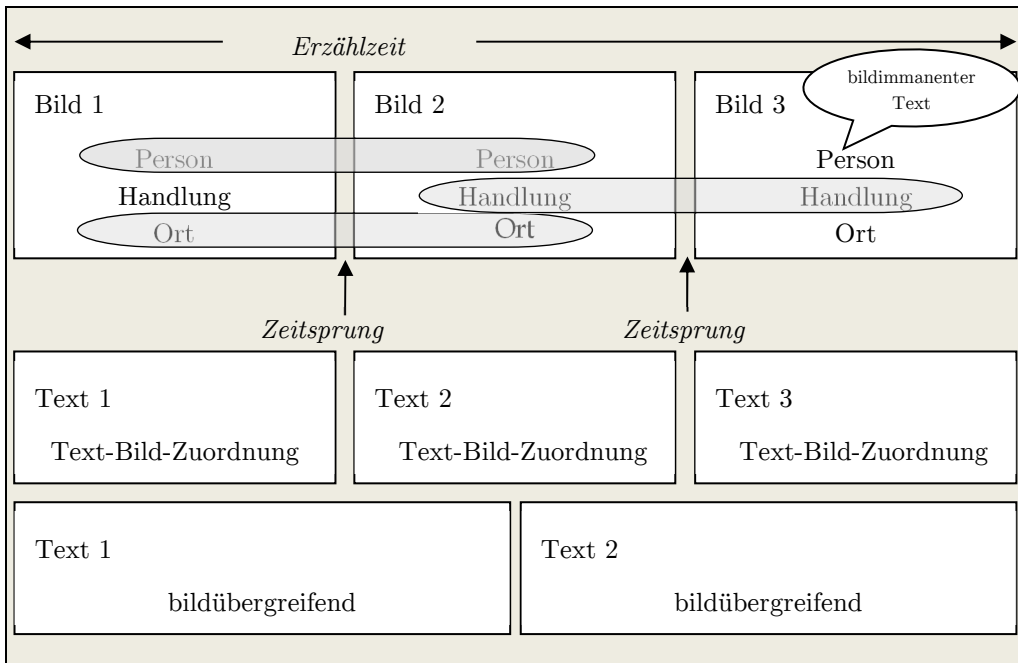 Erzählzeit
Bild 1
Bild 2
Bild 3
bildimmanenter
Text
Person
Person
Person
Handlung
Handlung
Handlung
Ort
Ort
Ort
Zeitsprung
Zeitsprung
Text 1
Text 2
Text 3
Text-Bild-Zuordnung
Text-Bild-Zuordnung
Text-Bild-Zuordnung
Text 1
Text 2
bildübergreifend
bildübergreifend